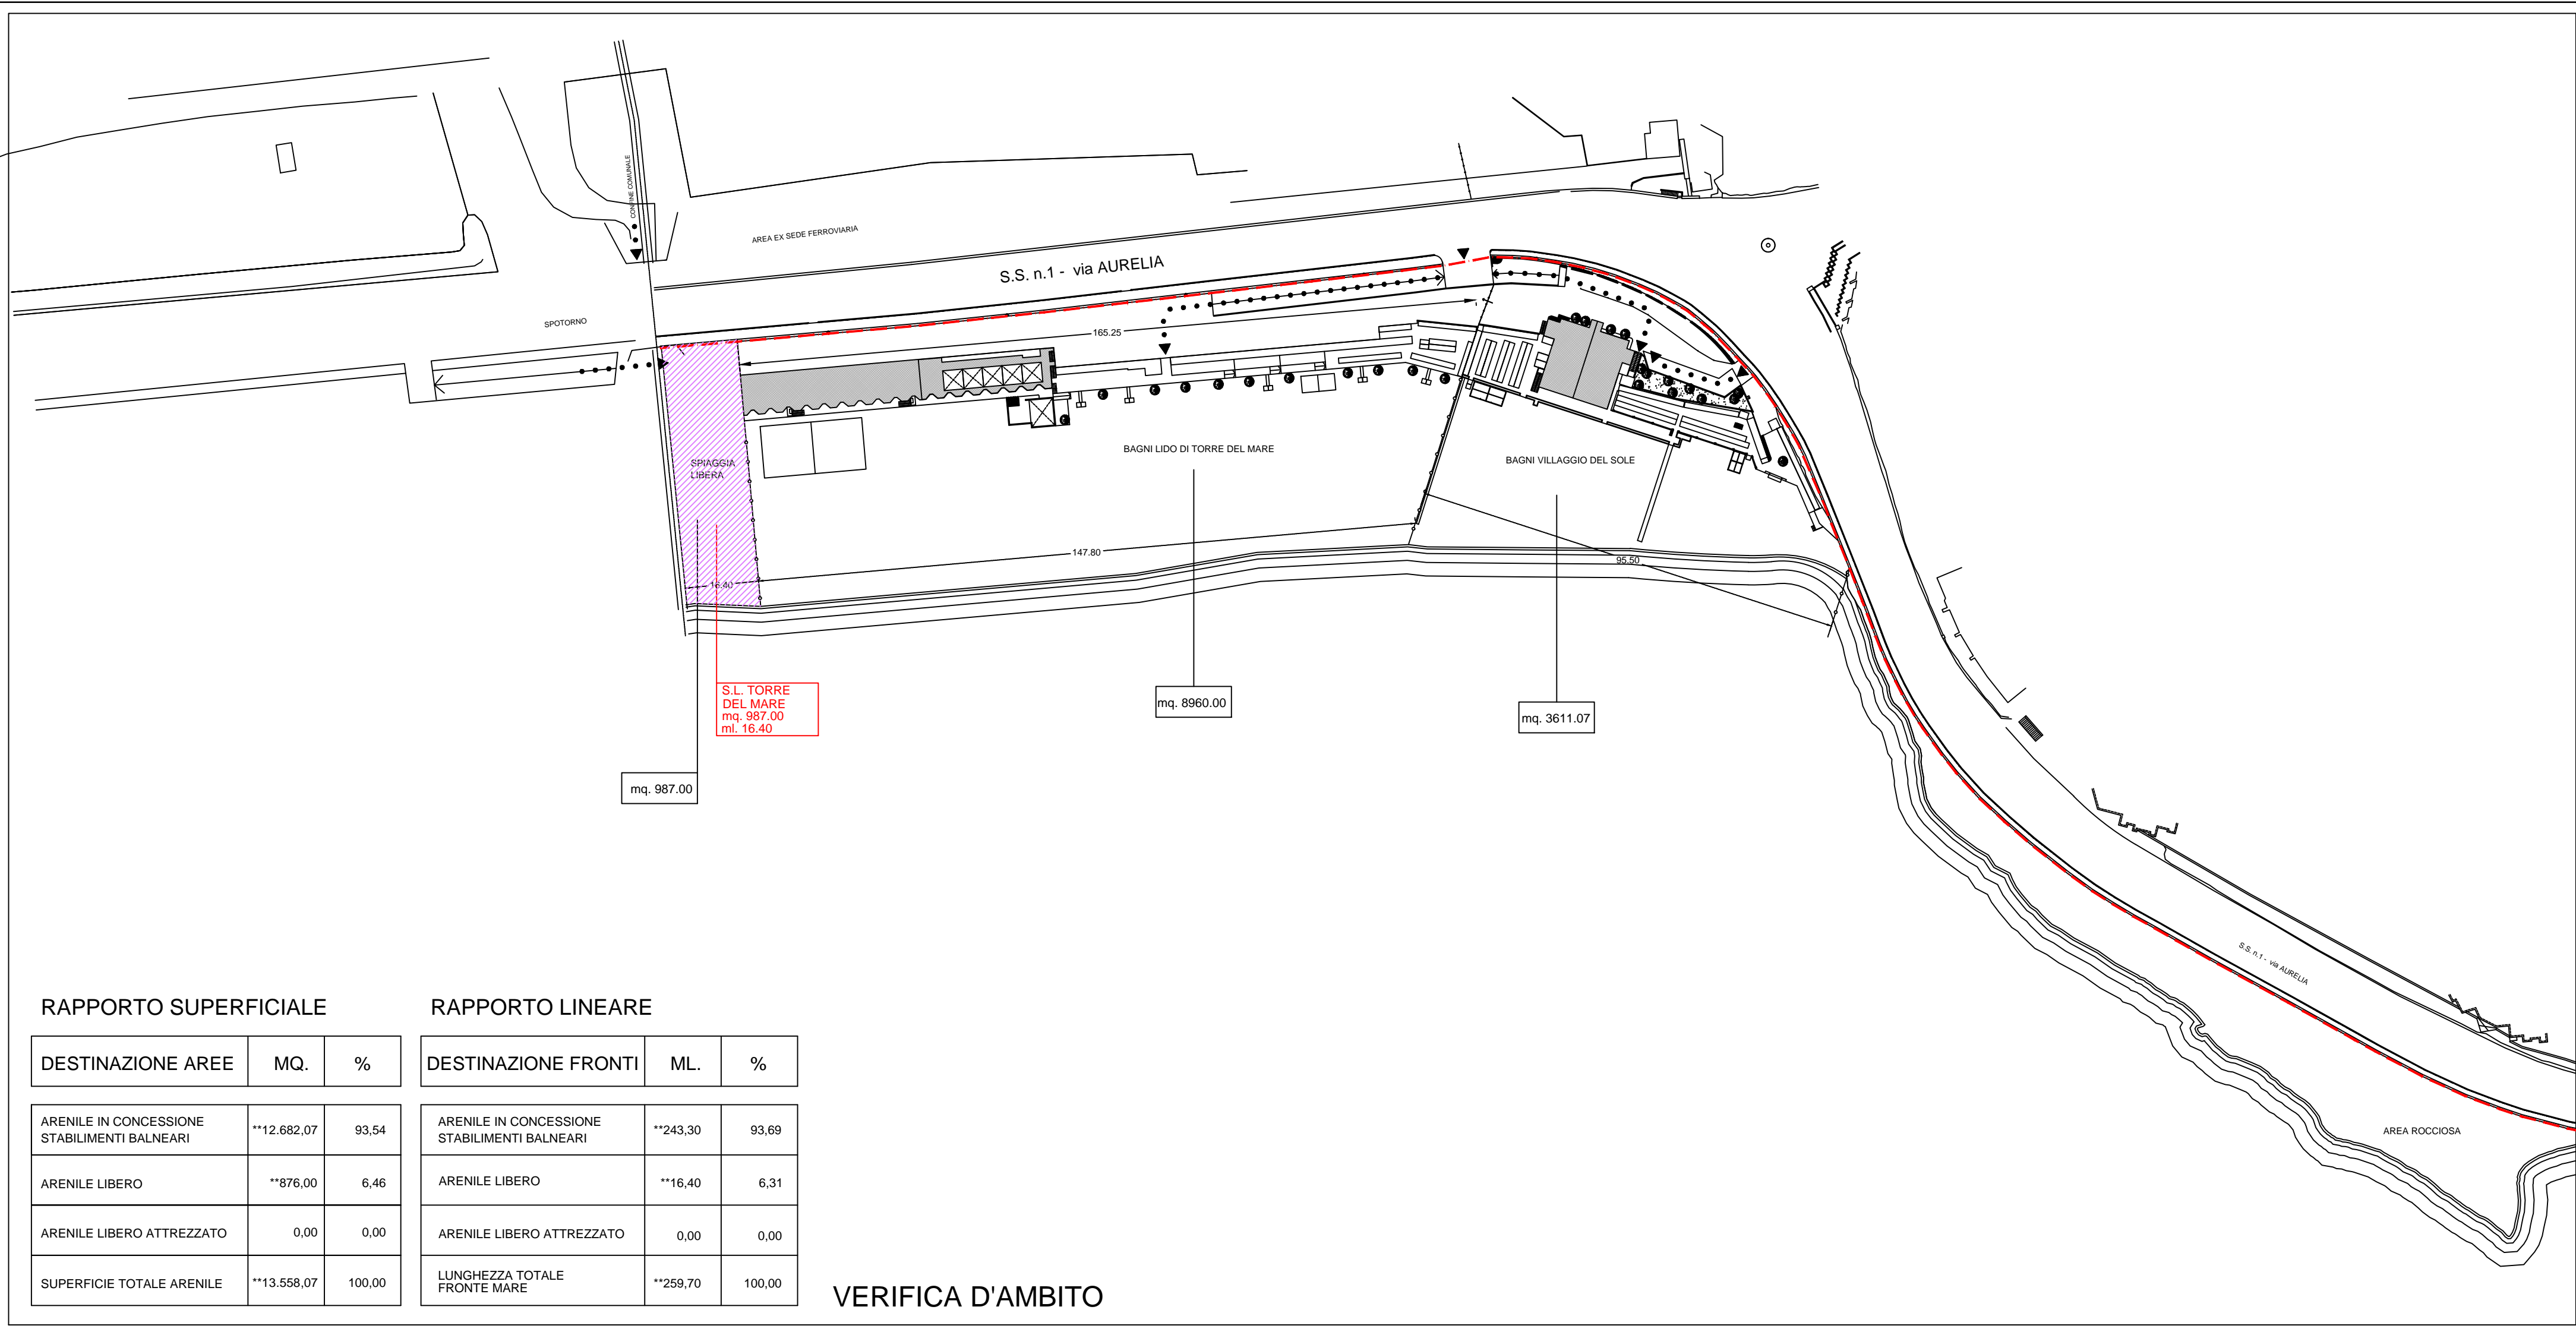 CONFINE COMUNALE
AREA EX SEDE FERROVIARIA
S.S. n.1 - via AURELIA
SPOTORNO
165.25
SPIAGGIA
LIBERA
BAGNI LIDO DI TORRE DEL MARE
BAGNI VILLAGGIO DEL SOLE
147.80
95.50
16.40
S.L. TORRE
DEL MARE
mq. 987.00
ml. 16.40
mq. 8960.00
mq. 3611.07
mq. 987.00
S.S. n.1 - via AURELIA
AREA ROCCIOSA
RAPPORTO SUPERFICIALE
DESTINAZIONE AREE MQ. %
ARENILE IN CONCESSIONE
STABILIMENTI BALNEARI **12.682,07 93,54
ARENILE LIBERO **876,00 6,46
ARENILE LIBERO ATTREZZATO 0,00 0,00
SUPERFICIE TOTALE ARENILE **13.558,07 100,00
RAPPORTO LINEARE
DESTINAZIONE FRONTI ML. %
ARENILE IN CONCESSIONE
STABILIMENTI BALNEARI **243,30 93,69
ARENILE LIBERO **16,40 6,31
ARENILE LIBERO ATTREZZATO 0,00 0,00
LUNGHEZZA TOTALE
FRONTE MARE **259,70 100,00
VERIFICA D'AMBITO